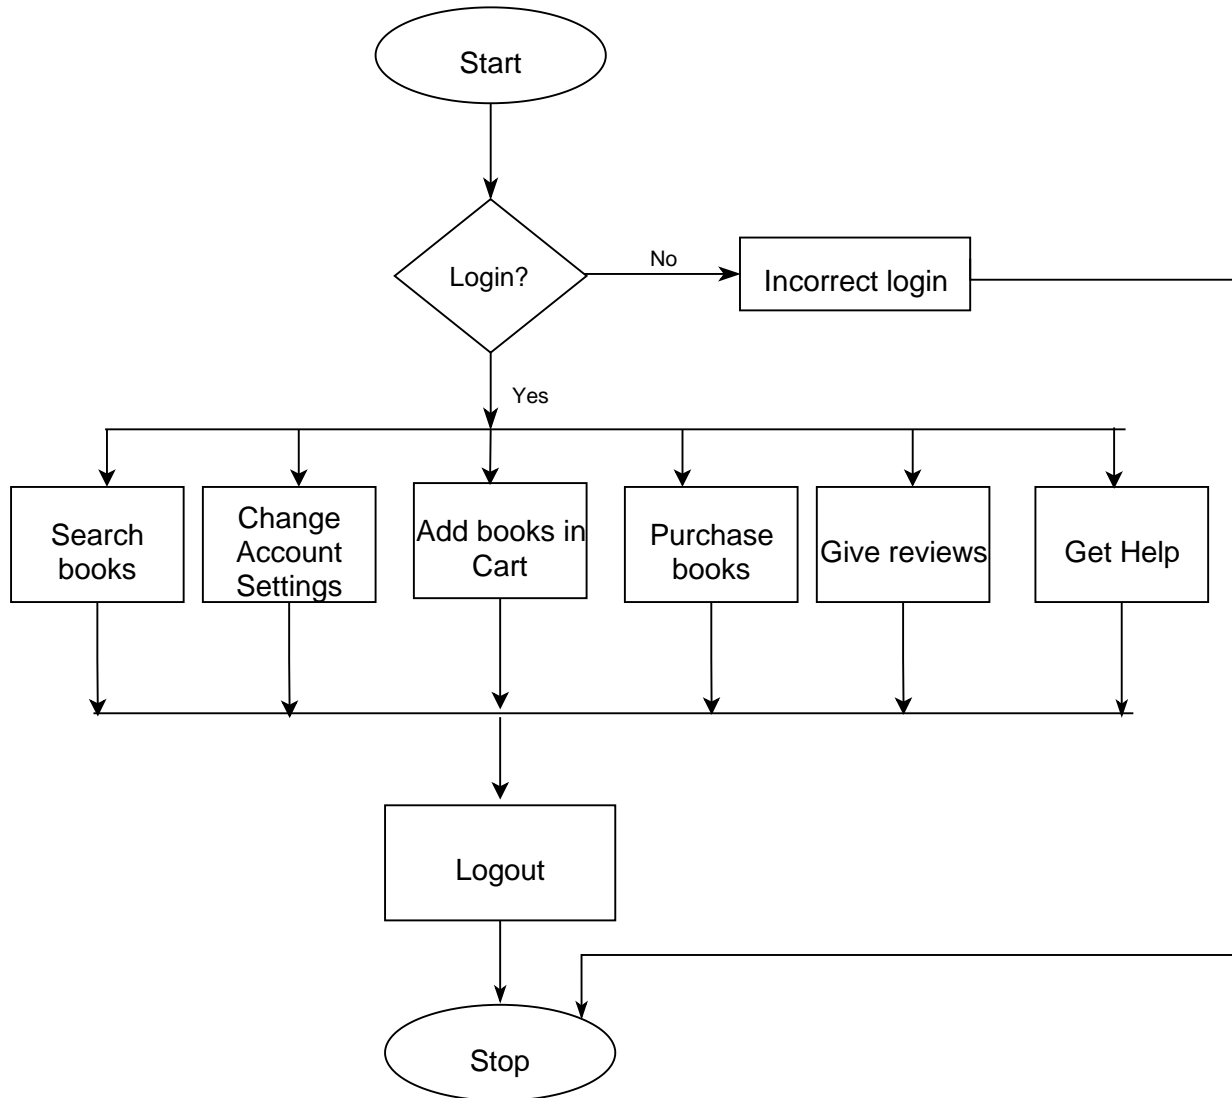 Start
Login?
No
Incorrect login
Yes
Search
books
Change
Account
Settings
Add books in
Cart
Purchase
books
Give reviews
Get Help
Logout
Stop